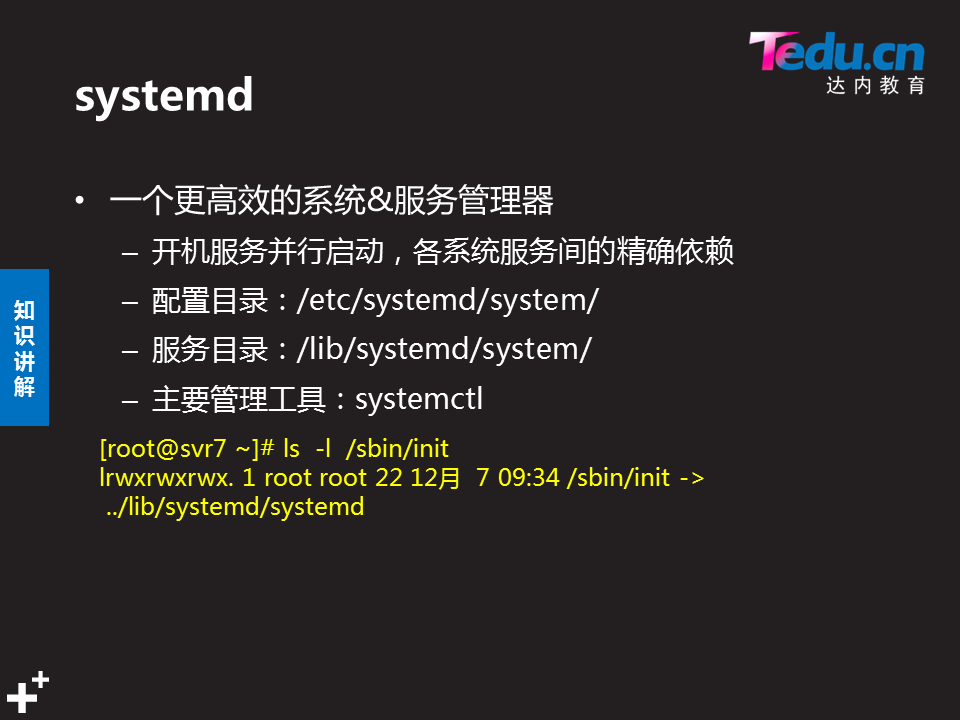 Tedu.cn
达内教育
systemd
• 一个更高效的系统&服务管理器
– 开机服务并行启动，各系统服务间的精确依赖
– 配置目录：/etc/systemd/system/
– 服务目录：/lib/systemd/system/
– 主要管理工具：systemctl
知识讲解
[root@svr7 ~]# ls  -l  /sbin/init
lrwxrwxrwx. 1 root root 22 12月  7 09:34 /sbin/init ->
../lib/systemd/systemd